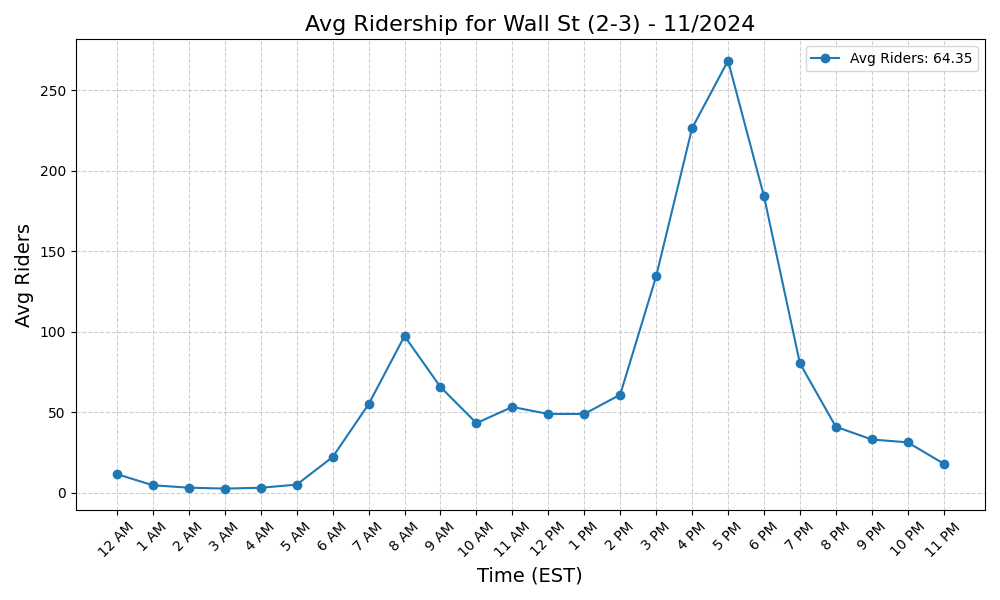 Avg Ridership for Wall St (2-3) - 11/2024
Avg Riders: 64.35
Avg Riders
250
200
150
100
50
0
12 AM
1 AM
2 AM
3 AM
4 AM
5 AM
6 AM
7 AM
8 AM
9 AM
10 AM
11 AM
12 PM
1 PM
2 PM
3 PM
4 PM
5 PM
6 PM
7 PM
8 PM
9 PM
10 PM
11 PM
Time (EST)